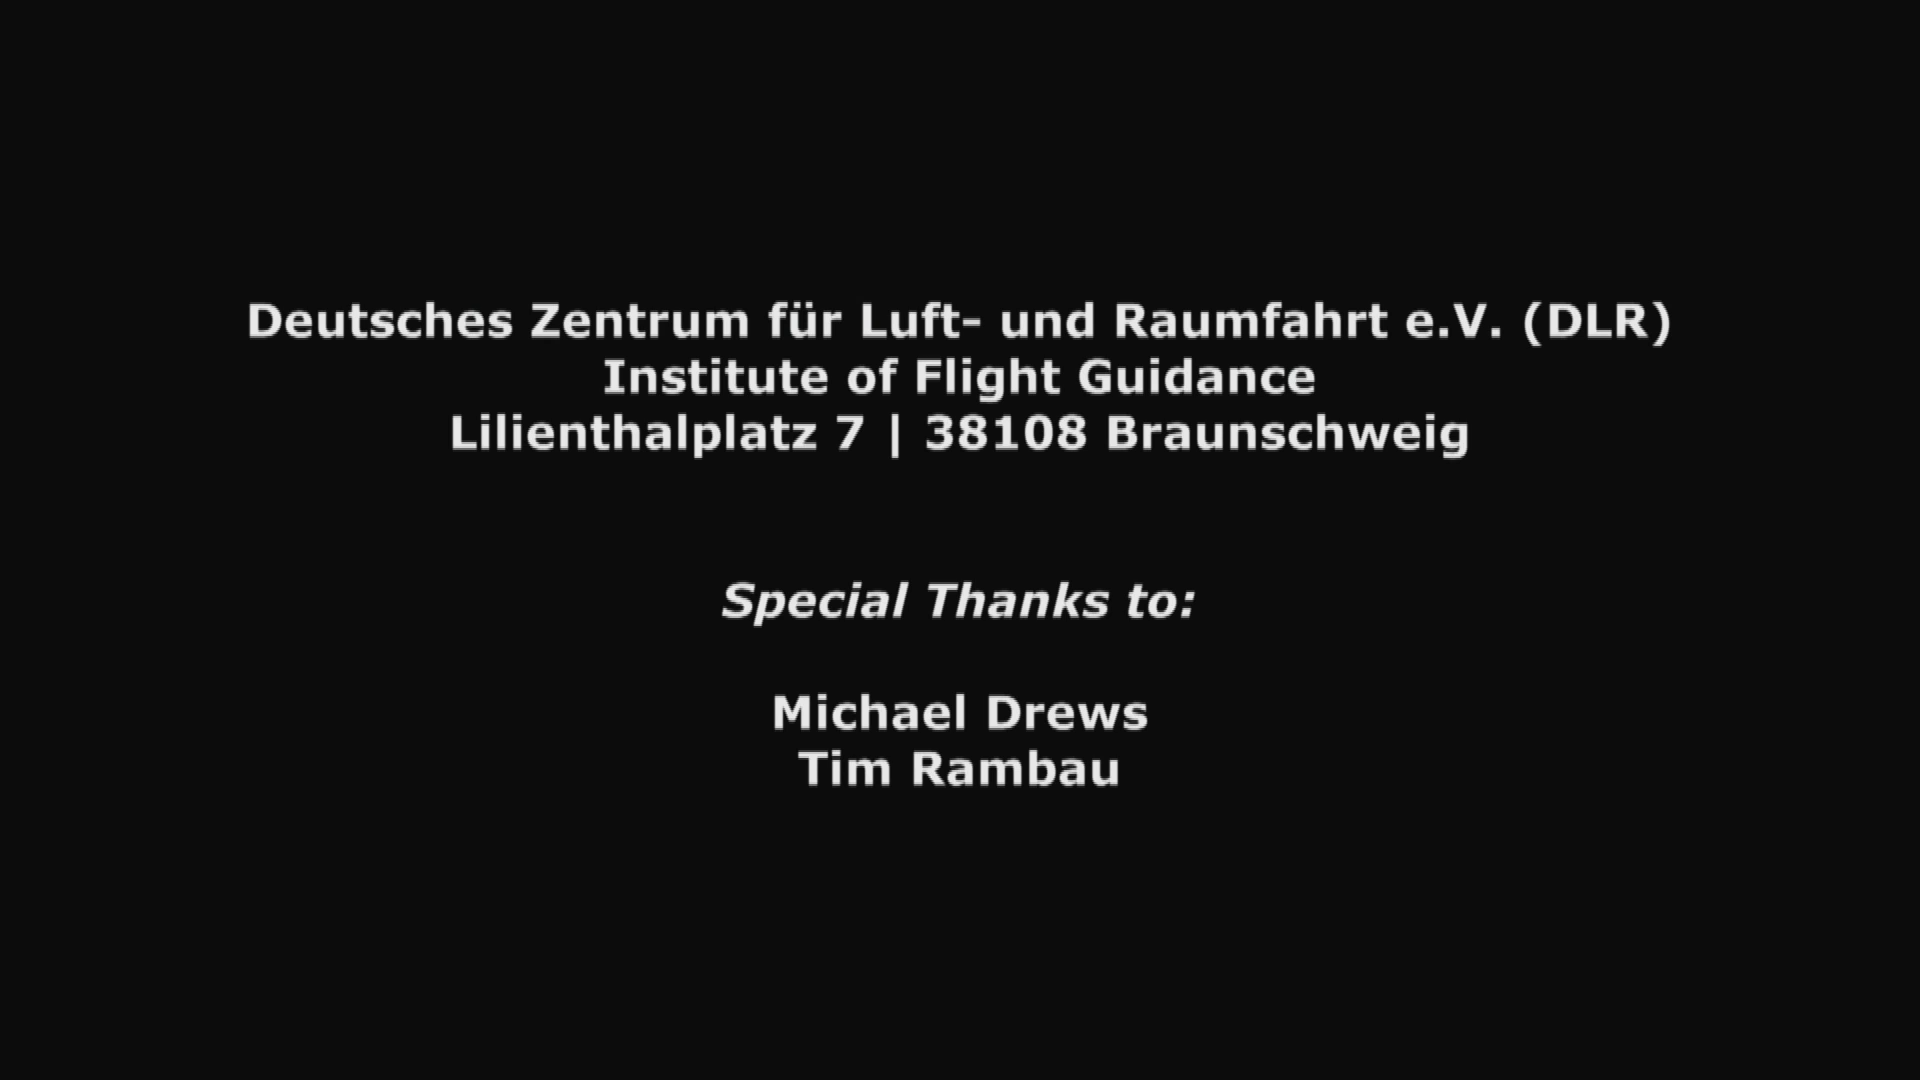 Deutsches Zentrum für Luft- und Raumfahrt e.V. (DLR)
Institute of Flight Guidance
Lilienthalplatz 7 | 38108 Braunschweig
Special Thanks to:
Michael Drews
Tim Rambau